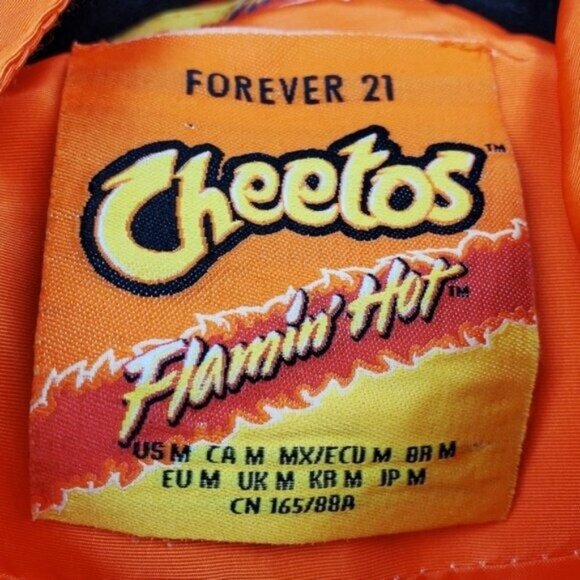 FOREVER 21
Cheetos™
Flamin' Hot™
US M CA M MX/ECU M BR M
EU M UK M KR M JP M
CN 165/88A